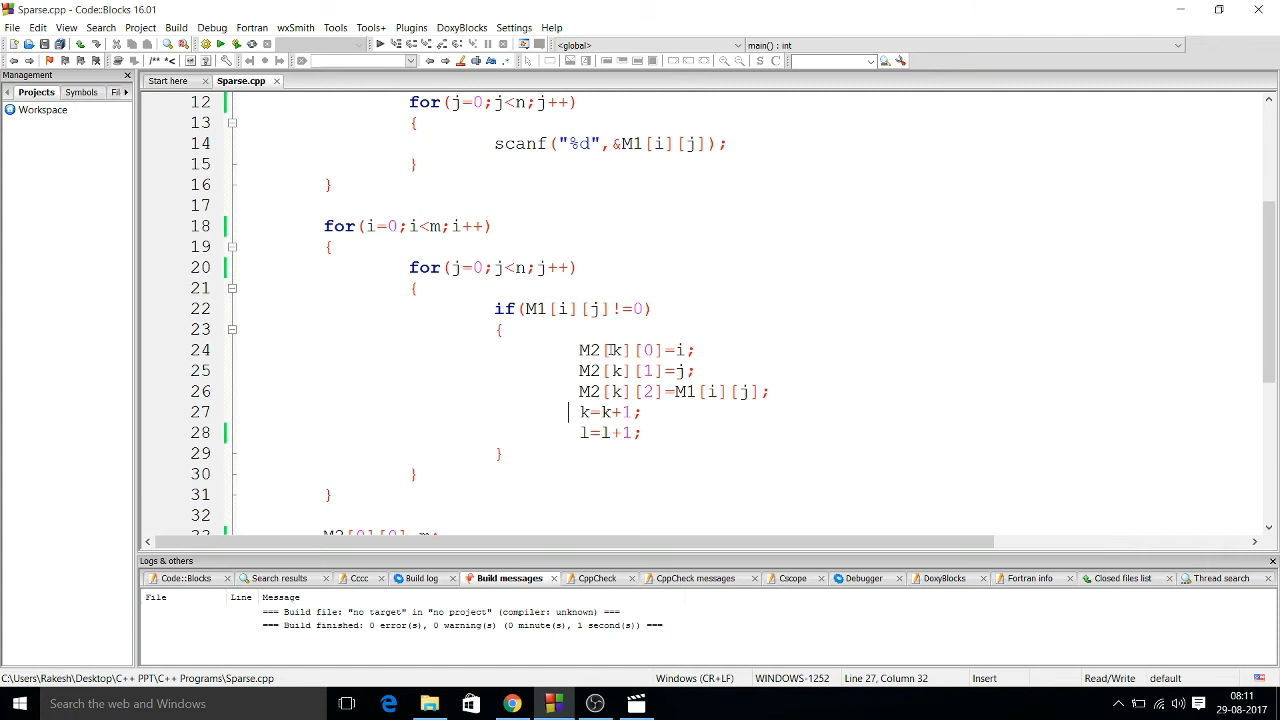 Sparse.cpp - Code::Blocks 16.01
File Edit View Search Project Build Debug Fortran wxSmith Tools Tools+ Plugins DoxyBlocks Settings Help
<global> main() : int
/** *<
S C
Management
Start here Sparse.cpp
Projects Symbols Fil
Workspace
12 for(j=0;j<n;j++)
13 {
14 scanf("%d",&M1[i][j]);
15 }
16 }
17
18 for(i=0;i<m;i++)
19 {
20 for(j=0;j<n;j++)
21 {
22 if(M1[i][j]!=0)
23 {
24 M2[k][0]=i;
25 M2[k][1]=j;
26 M2[k][2]=M1[i][j];
27 k=k+1;
28 l=l+1;
29 }
30 }
31 }
32
Logs & others
Code::Blocks Search results Cccc Build log Build messages CppCheck CppCheck messages Cscope Debugger DoxyBlocks Fortran info Closed files list Thread search
File Line Message
=== Build file: "no target" in "no project" (compiler: unknown) ===
=== Build finished: 0 error(s), 0 warning(s) (0 minute(s), 1 second(s)) ===
C:\Users\Rakesh\Desktop\C++ PPT\C++ Programs\Sparse.cpp Windows (CR+LF) WINDOWS-1252 Line 27, Column 32 Insert Read/Write default
Search the web and Windows
08:11
29-08-2017